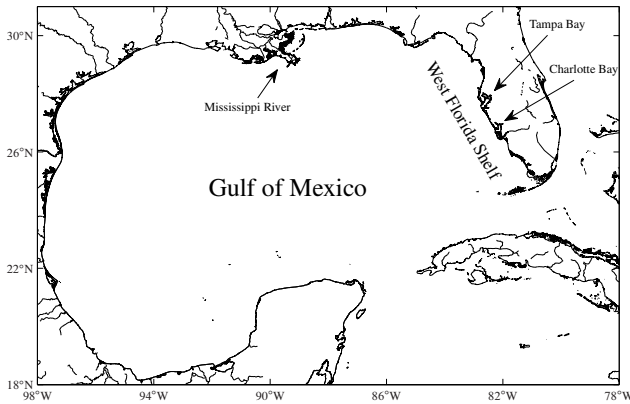 30°N
Tampa Bay
Charlotte Bay
West Florida Shelf
Mississippi River
26°N
Gulf of Mexico
22°N
18°N
98°W
94°W
90°W
86°W
82°W
78°W